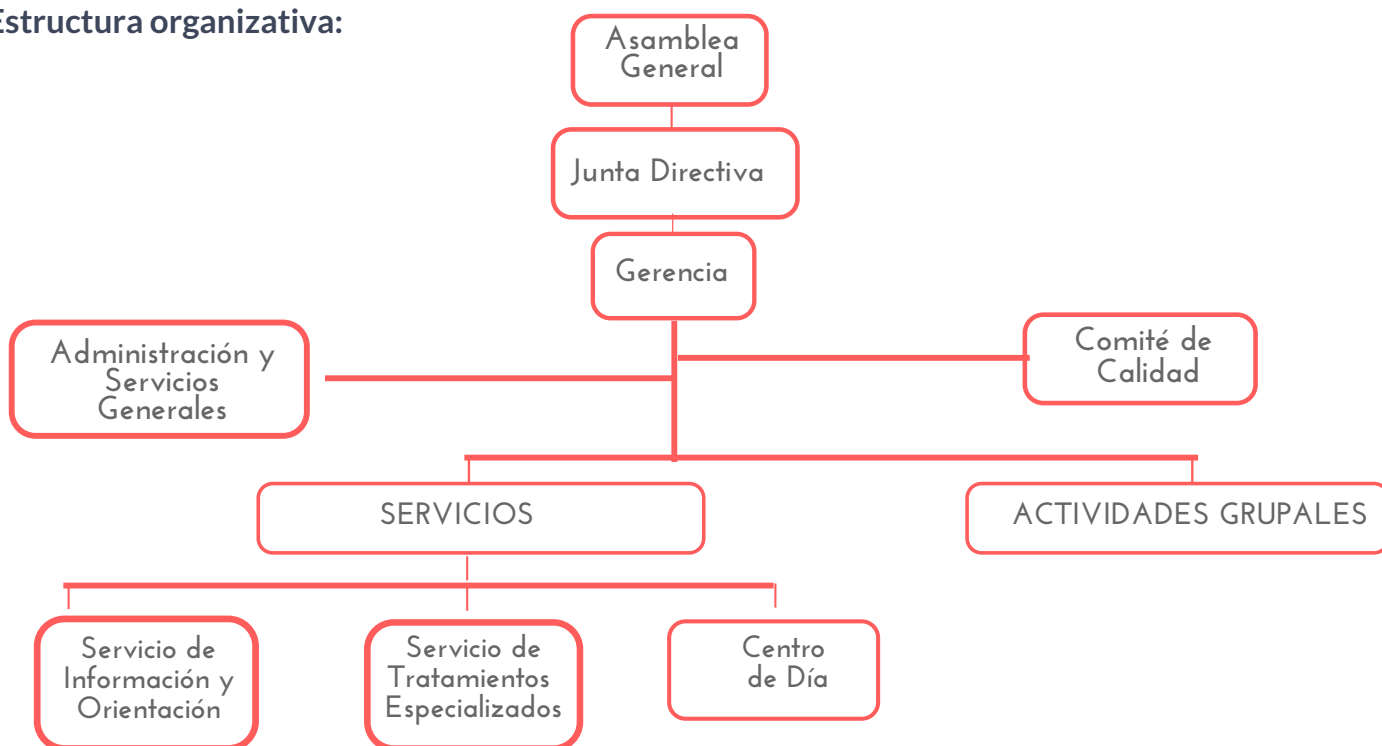 Estructura organizativa:
Asamblea
General
Junta Directiva
Gerencia
Administración y
Servicios
Generales
Comité de
Calidad
SERVICIOS
ACTIVIDADES GRUPALES
Servicio de
Información y
Orientación
Servicio de
Tratamientos
Especializados
Centro
de Día